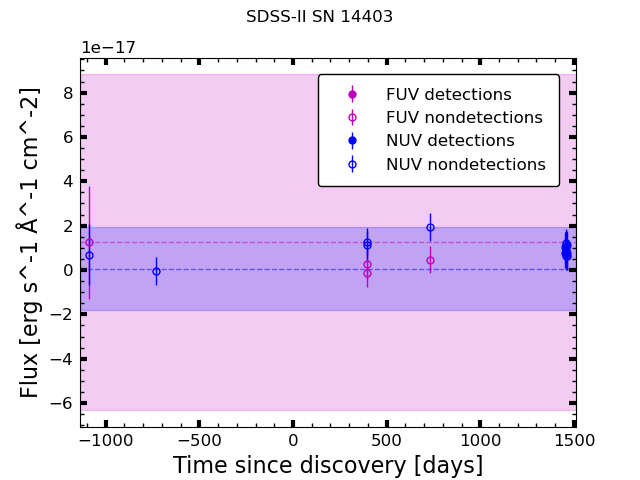 SDSS-II SN 14403
1e−17
FUV detections
FUV nondetections
NUV detections
NUV nondetections
8
6
4
2
0
−2
−4
−6
Flux [erg s^-1 Å^-1 cm^-2]
−1000 −500 0 500 1000 1500
Time since discovery [days]